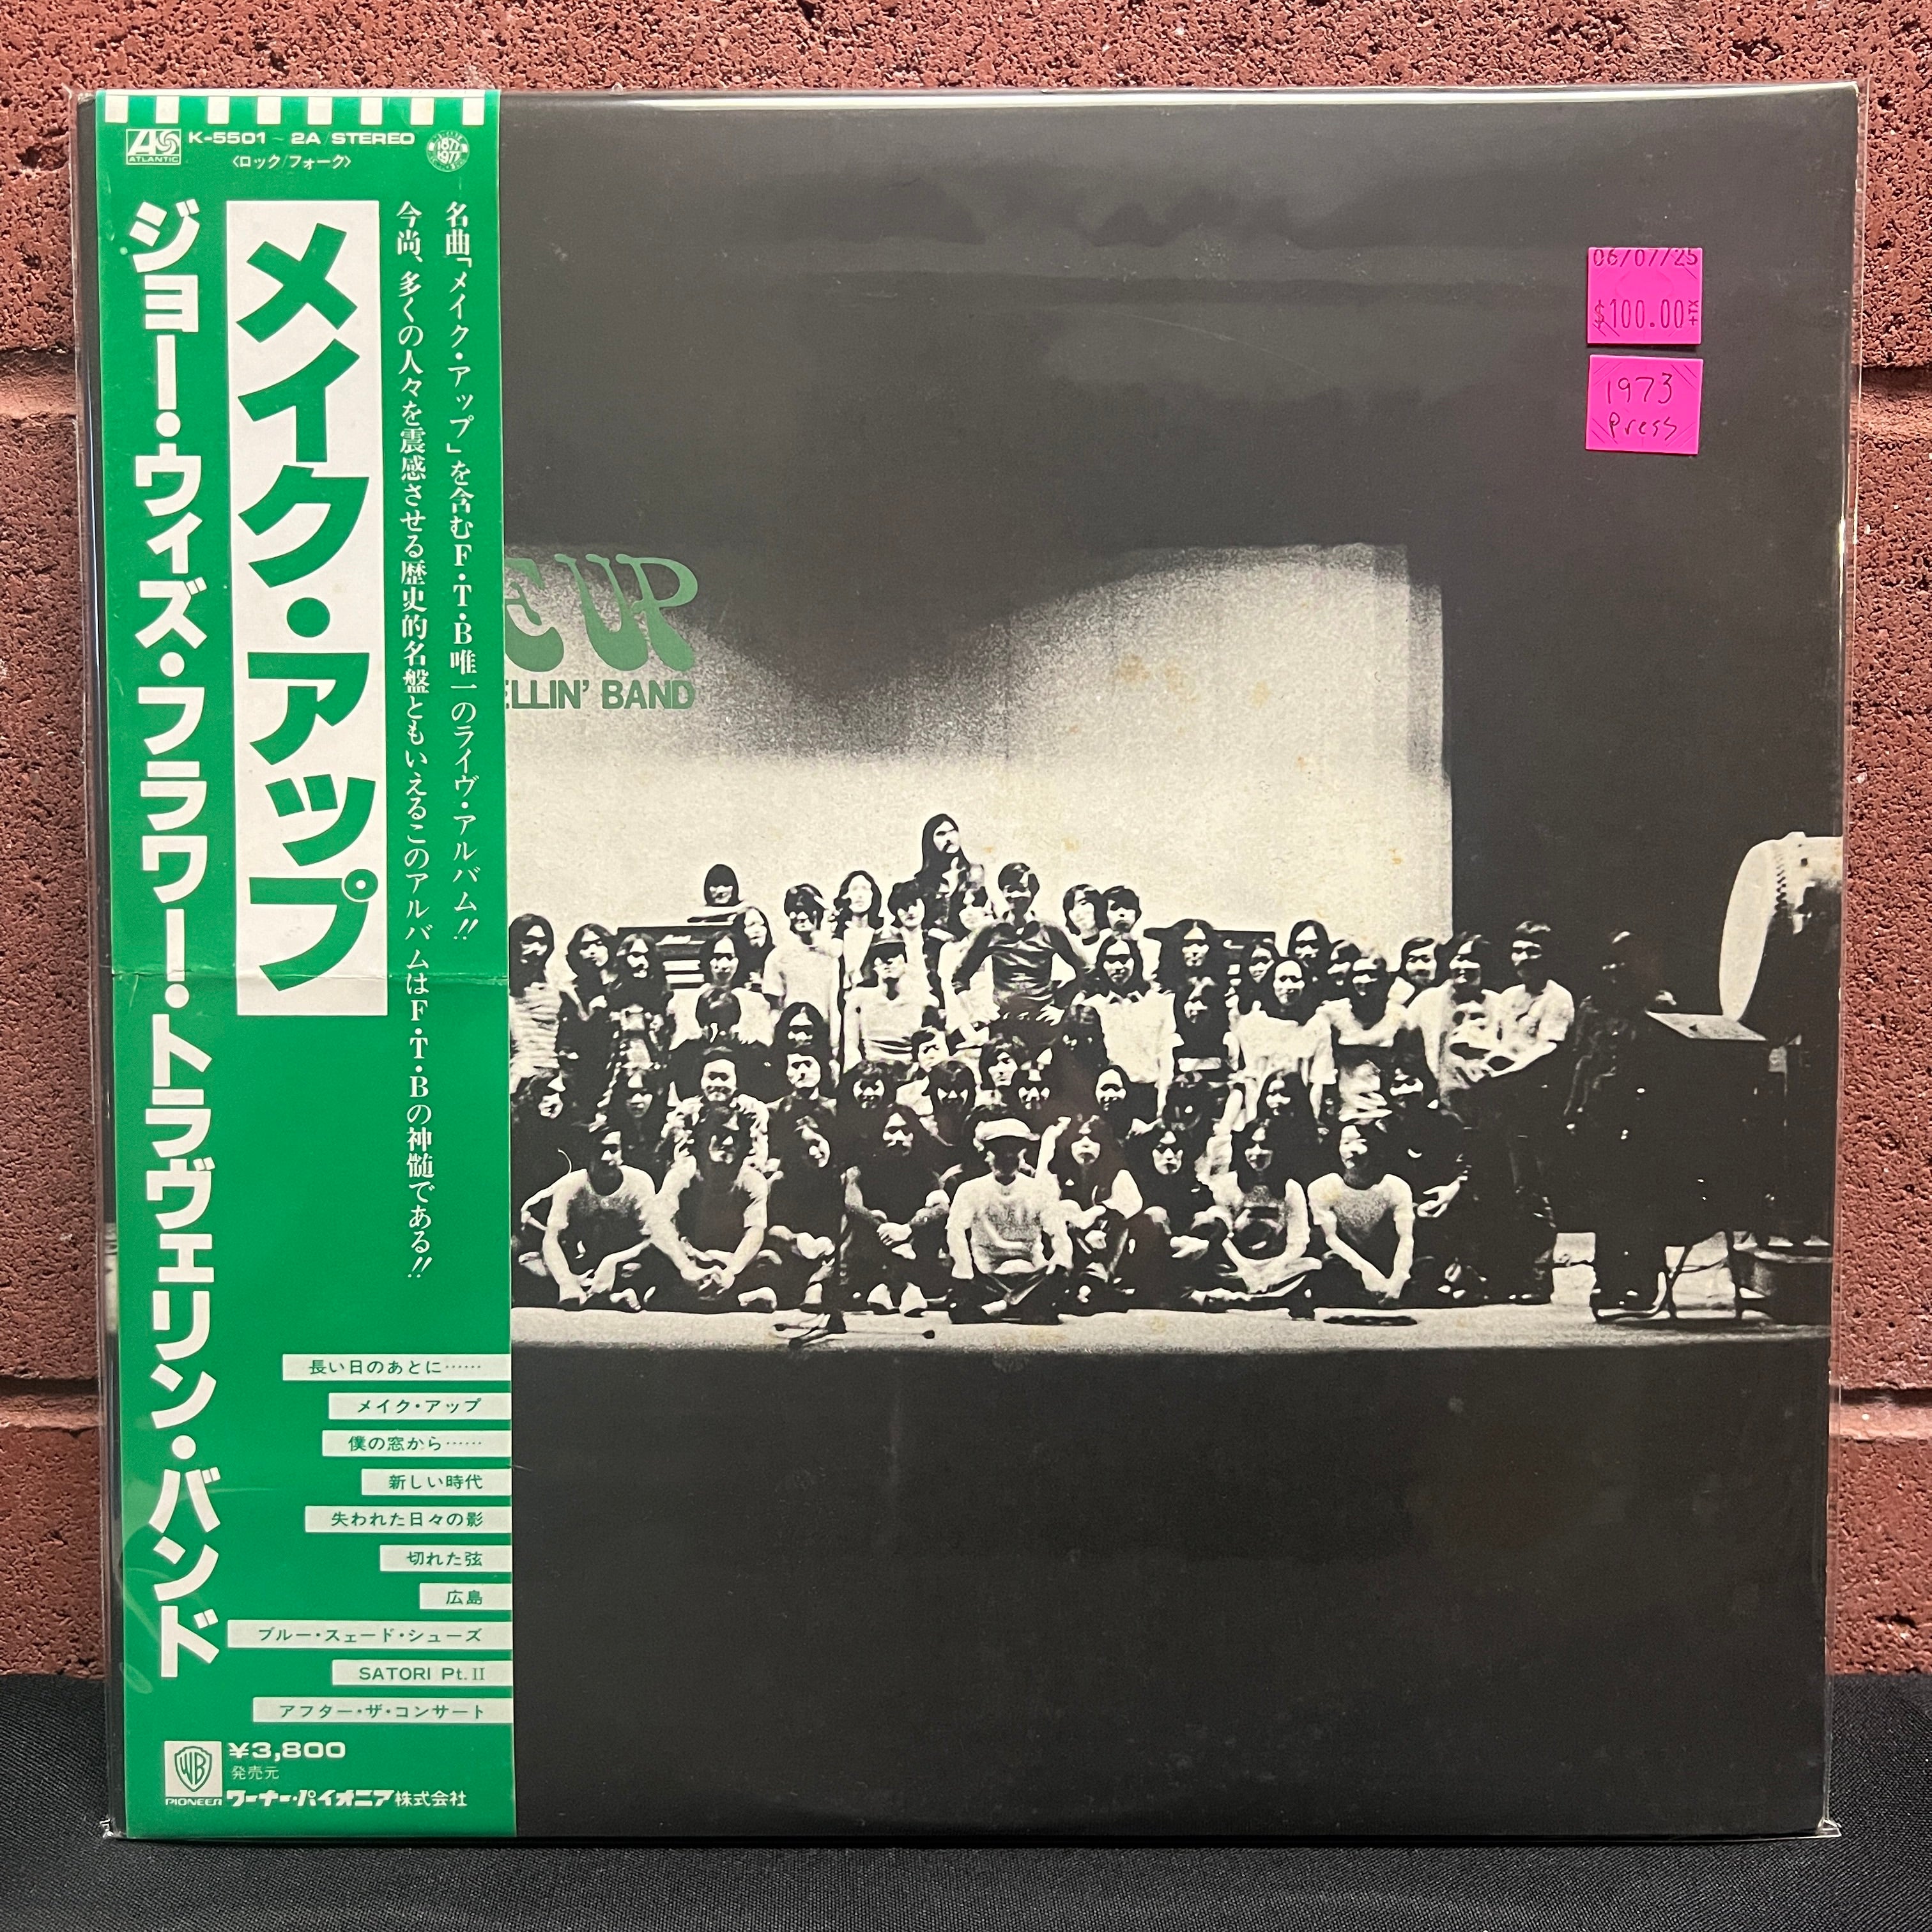 ATLANTIC
K-5501~2A/STEREO
〈ロック/フォーク〉
1877
1977
名曲「メイク・アップ」を含むF・T・B唯一のライヴ・アルバム!!
今尚、多くの人々を震感させる歴史的名盤ともいえるこのアルバムはF・T・Bの神髄である!!
メイク・アップ
ジョー・ウィズ・フラワー・トラヴェリン・バンド
長い日のあとに……
メイク・アップ
僕の窓から……
新しい時代
失われた日々の影
切れた弦
広島
ブルー・スェード・シューズ
SATORI Pt.II
アフター・ザ・コンサート
WB
PIONEER
¥3,800
発売元
ワーナー・パイオニア株式会社
E UP
ELLIN' BAND
06/07/25
$100.00+TX
1973
Press